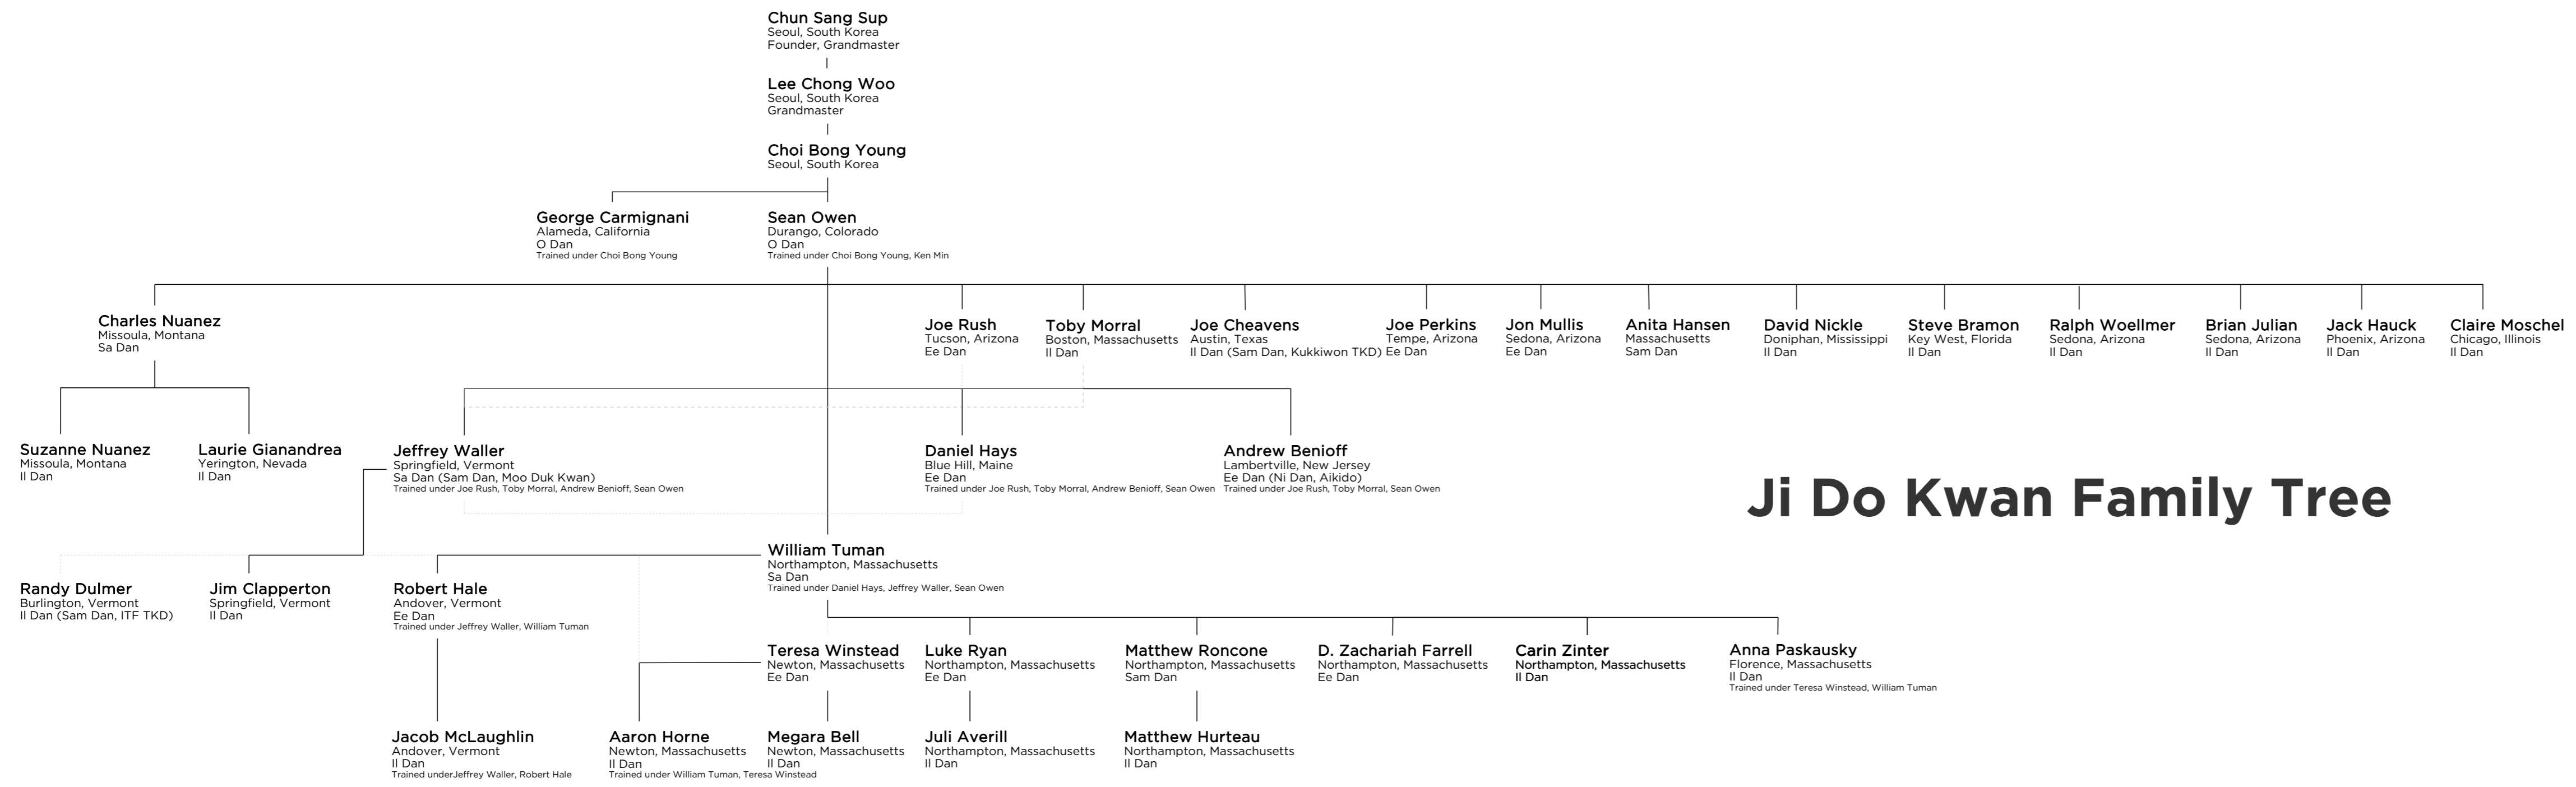 Chun Sang Sup
Seoul, South Korea
Founder, Grandmaster
Lee Chong Woo
Seoul, South Korea
Grandmaster
Choi Bong Young
Seoul, South Korea
George Carmignani
Alameda, California
O Dan
Trained under Choi Bong Young
Sean Owen
Durango, Colorado
O Dan
Trained under Choi Bong Young, Ken Min
Charles Nuanez
Missoula, Montana
Sa Dan
Joe Rush
Tucson, Arizona
Ee Dan
Toby Morral
Boston, Massachusetts
Il Dan
Joe Cheavens
Austin, Texas
Il Dan (Sam Dan, Kukkiwon TKD)
Joe Perkins
Tempe, Arizona
Ee Dan
Jon Mullis
Sedona, Arizona
Ee Dan
Anita Hansen
Massachusetts
Sam Dan
David Nickle
Doniphan, Mississippi
Il Dan
Steve Bramon
Key West, Florida
Il Dan
Ralph Woellmer
Sedona, Arizona
Il Dan
Brian Julian
Sedona, Arizona
Il Dan
Jack Hauck
Phoenix, Arizona
Il Dan
Claire Moschel
Chicago, Illinois
Il Dan
Suzanne Nuanez
Missoula, Montana
Il Dan
Laurie Gianandrea
Yerington, Nevada
Il Dan
Jeffrey Waller
Springfield, Vermont
Sa Dan (Sam Dan, Moo Duk Kwan)
Trained under Joe Rush, Toby Morral, Andrew Benioff, Sean Owen
Daniel Hays
Blue Hill, Maine
Ee Dan
Trained under Joe Rush, Toby Morral, Andrew Benioff, Sean Owen
Andrew Benioff
Lambertville, New Jersey
Ee Dan (Ni Dan, Aikido)
Trained under Joe Rush, Toby Morral, Sean Owen
Ji Do Kwan Family Tree
William Tuman
Northampton, Massachusetts
Sa Dan
Trained under Daniel Hays, Jeffrey Waller, Sean Owen
Randy Dulmer
Burlington, Vermont
Il Dan (Sam Dan, ITF TKD)
Jim Clapperton
Springfield, Vermont
Il Dan
Robert Hale
Andover, Vermont
Ee Dan
Trained under Jeffrey Waller, William Tuman
Teresa Winstead
Newton, Massachusetts
Ee Dan
Luke Ryan
Northampton, Massachusetts
Ee Dan
Matthew Roncone
Northampton, Massachusetts
Sam Dan
D. Zachariah Farrell
Northampton, Massachusetts
Ee Dan
Carin Zinter
Northampton, Massachusetts
Il Dan
Anna Paskausky
Florence, Massachusetts
Il Dan
Trained under Teresa Winstead, William Tuman
Jacob McLaughlin
Andover, Vermont
Il Dan
Trained underJeffrey Waller, Robert Hale
Aaron Horne
Newton, Massachusetts
Il Dan
Trained under William Tuman, Teresa Winstead
Megara Bell
Newton, Massachusetts
Il Dan
Juli Averill
Northampton, Massachusetts
Il Dan
Matthew Hurteau
Northampton, Massachusetts
Il Dan